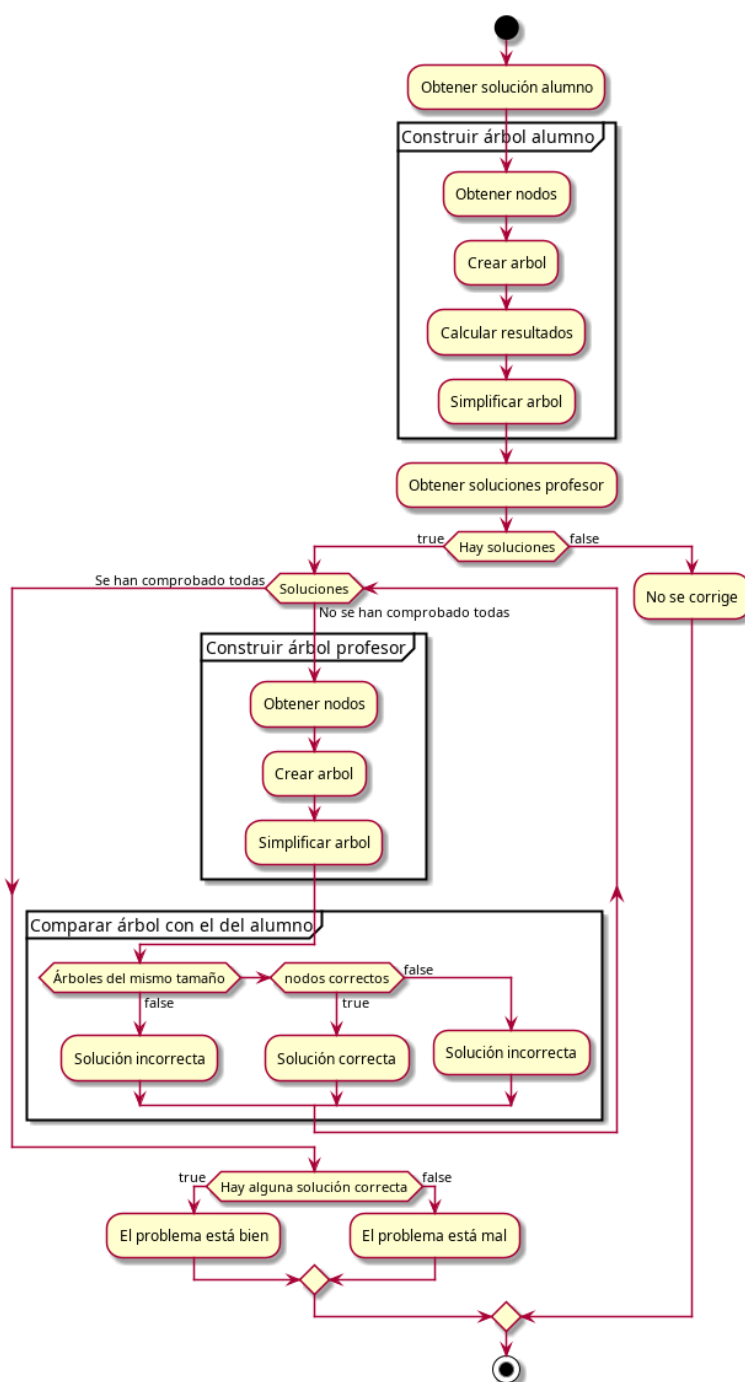 Obtener solución alumno
Construir árbol alumno
Obtener nodos
Crear arbol
Calcular resultados
Simplificar arbol
Obtener soluciones profesor
true
Hay soluciones
false
Se han comprobado todas
Soluciones
No se corrige
No se han comprobado todas
Construir árbol profesor
Obtener nodos
Crear arbol
Simplificar arbol
Comparar árbol con el del alumno
Árboles del mismo tamaño
nodos correctos
false
false
true
Solución incorrecta
Solución correcta
Solución incorrecta
true
Hay alguna solución correcta
false
El problema está bien
El problema está mal